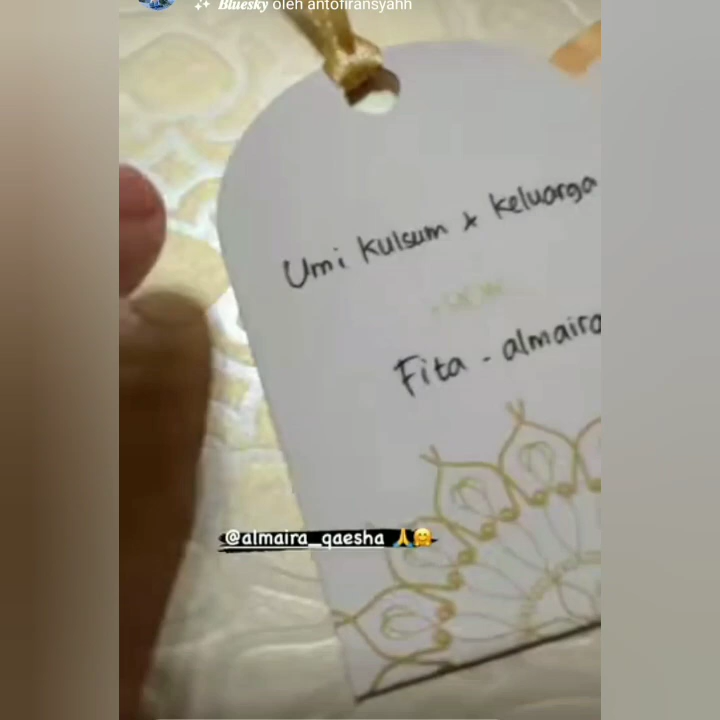 Bluesky oleh antofiransyahh
Umi Kulsum & keluarga
Fita - almaira
@almaira_qaesha 🙏🤗